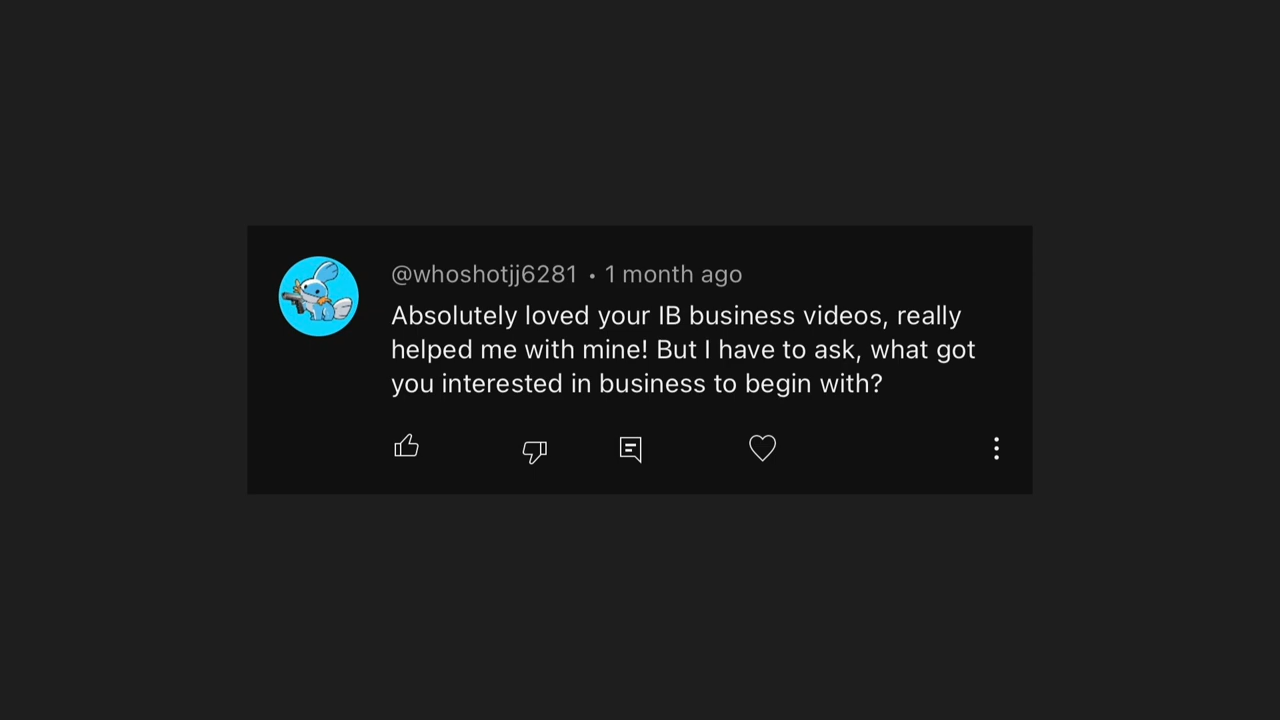 @whoshotjj6281 • 1 month ago
Absolutely loved your IB business videos, really
helped me with mine! But I have to ask, what got
you interested in business to begin with?